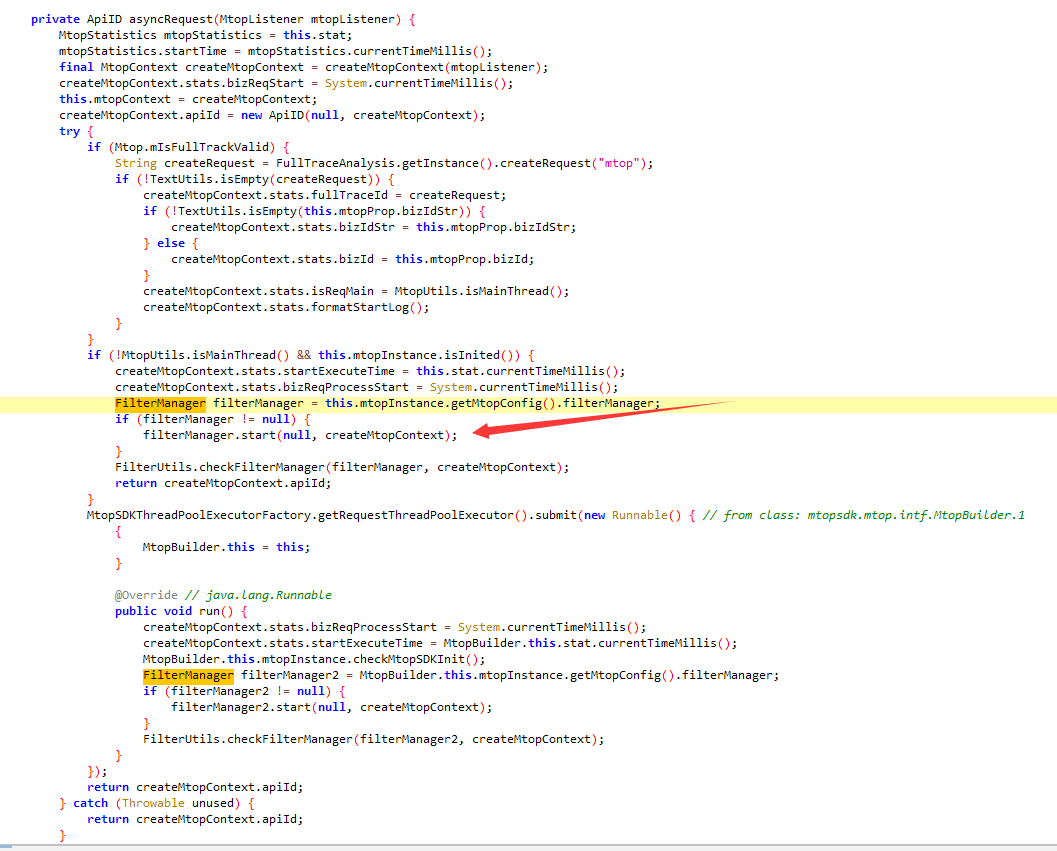 private ApiID asyncRequest(MtopListener mtopListener) {
MtopStatistics mtopStatistics = this.stat;
mtopStatistics.startTime = mtopStatistics.currentTimeMillis();
final MtopContext createMtopContext = createMtopContext(mtopListener);
createMtopContext.stats.bizReqStart = System.currentTimeMillis();
this.mtopContext = createMtopContext;
createMtopContext.apiId = new ApiID(null, createMtopContext);
try {
if (Mtop.mIsFullTrackValid) {
String createRequest = FullTraceAnalysis.getInstance().createRequest("mtop");
if (!TextUtils.isEmpty(createRequest)) {
createMtopContext.stats.fullTraceId = createRequest;
if (!TextUtils.isEmpty(this.mtopProp.bizIdStr)) {
createMtopContext.stats.bizIdStr = this.mtopProp.bizIdStr;
} else {
createMtopContext.stats.bizId = this.mtopProp.bizId;
}
createMtopContext.stats.isReqMain = MtopUtils.isMainThread();
createMtopContext.stats.formatStartLog();
}
}
if (!MtopUtils.isMainThread() && this.mtopInstance.isInited()) {
createMtopContext.stats.startExecuteTime = this.stat.currentTimeMillis();
createMtopContext.stats.bizReqProcessStart = System.currentTimeMillis();
FilterManager filterManager = this.mtopInstance.getMtopConfig().filterManager;
if (filterManager != null) {
filterManager.start(null, createMtopContext);
}
FilterUtils.checkFilterManager(filterManager, createMtopContext);
return createMtopContext.apiId;
}
MtopSDKThreadPoolExecutorFactory.getRequestThreadPoolExecutor().submit(new Runnable() { // from class: mtopsdk.mtop.intf.MtopBuilder.1
{
MtopBuilder.this = this;
}
@Override // java.lang.Runnable
public void run() {
createMtopContext.stats.bizReqProcessStart = System.currentTimeMillis();
createMtopContext.stats.startExecuteTime = MtopBuilder.this.stat.currentTimeMillis();
MtopBuilder.this.mtopInstance.checkMtopSDKInit();
FilterManager filterManager2 = MtopBuilder.this.mtopInstance.getMtopConfig().filterManager;
if (filterManager2 != null) {
filterManager2.start(null, createMtopContext);
}
FilterUtils.checkFilterManager(filterManager2, createMtopContext);
}
});
return createMtopContext.apiId;
} catch (Throwable unused) {
return createMtopContext.apiId;
}